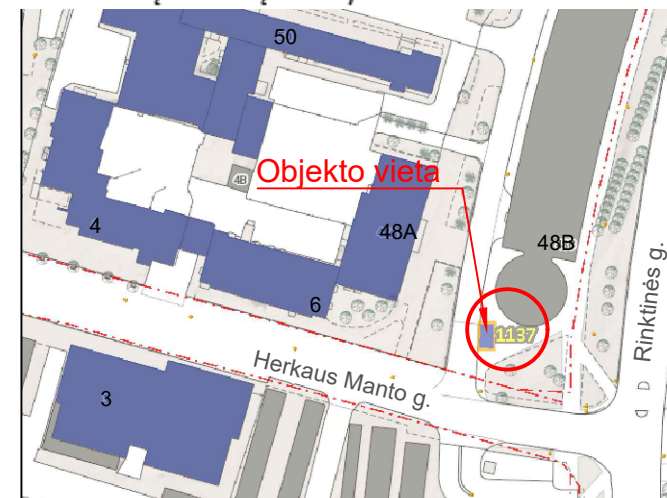 50
4B
Objekto vieta
4
48A
48B
6
1137
Rinktinės g.
Herkaus Manto g.
3